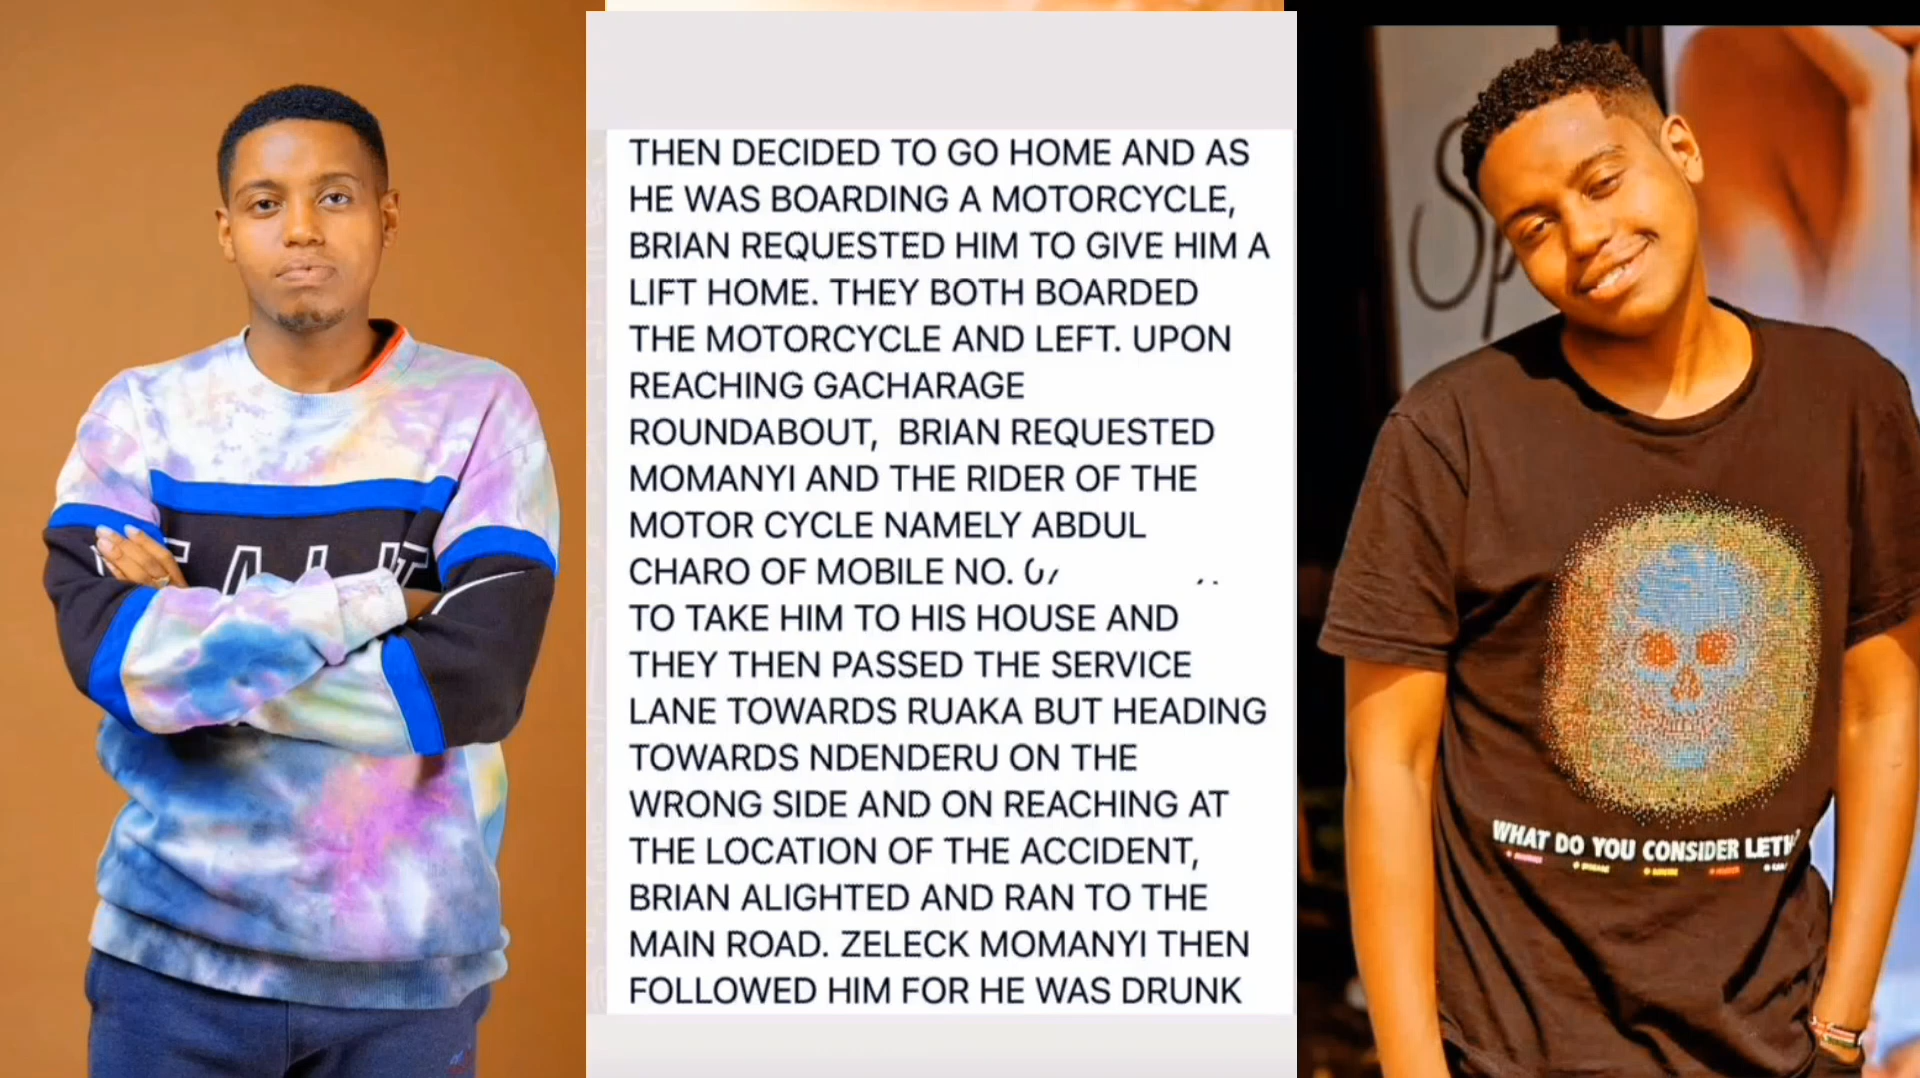 THEN DECIDED TO GO HOME AND AS
HE WAS BOARDING A MOTORCYCLE,
BRIAN REQUESTED HIM TO GIVE HIM A
LIFT HOME. THEY BOTH BOARDED
THE MOTORCYCLE AND LEFT. UPON
REACHING GACHARAGE
ROUNDABOUT, BRIAN REQUESTED
MOMANYI AND THE RIDER OF THE
MOTOR CYCLE NAMELY ABDUL
CHARO OF MOBILE NO.
TO TAKE HIM TO HIS HOUSE AND
THEY THEN PASSED THE SERVICE
LANE TOWARDS RUAKA BUT HEADING
TOWARDS NDENDERU ON THE
WRONG SIDE AND ON REACHING AT
THE LOCATION OF THE ACCIDENT,
BRIAN ALIGHTED AND RAN TO THE
MAIN ROAD. ZELECK MOMANYI THEN
FOLLOWED HIM FOR HE WAS DRUNK
WHAT DO YOU CONSIDER